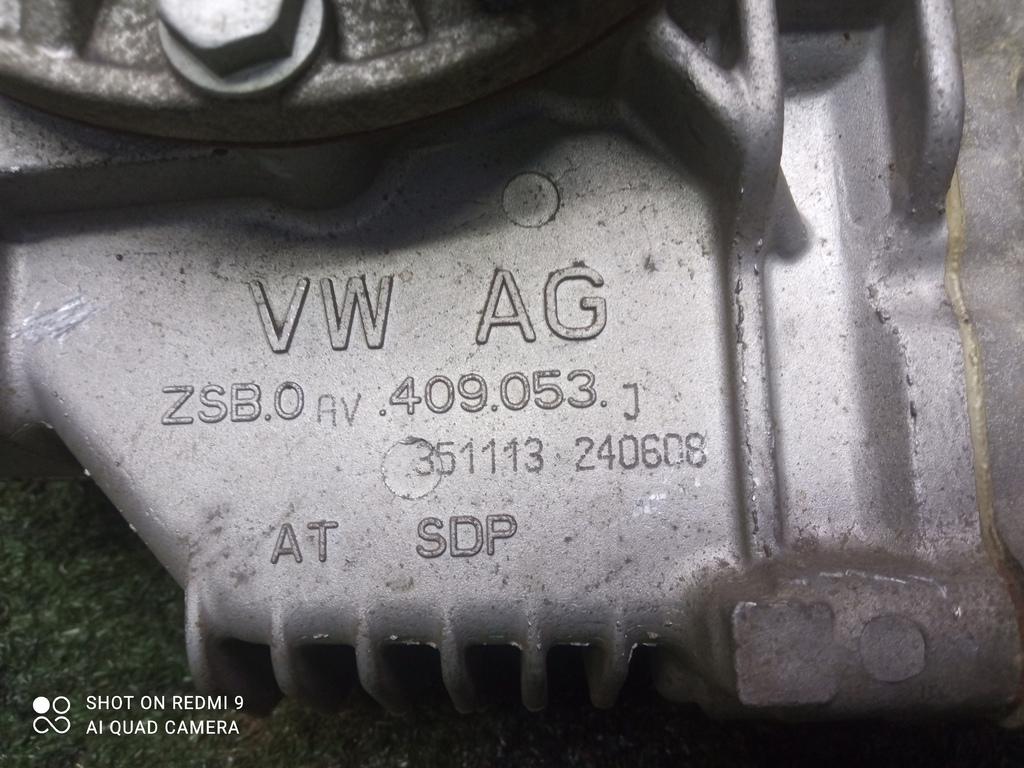 VW AG
ZSB.0 AV .409.053. J
351113 240608
AT SDP
SHOT ON REDMI 9
AI QUAD CAMERA